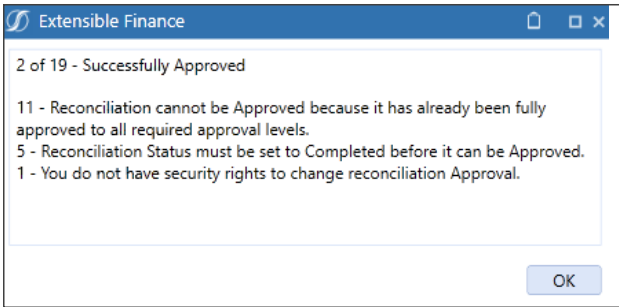 Extensible Finance
2 of 19 - Successfully Approved
11 - Reconciliation cannot be Approved because it has already been fully
approved to all required approval levels.
5 - Reconciliation Status must be set to Completed before it can be Approved.
1 - You do not have security rights to change reconciliation Approval.
OK